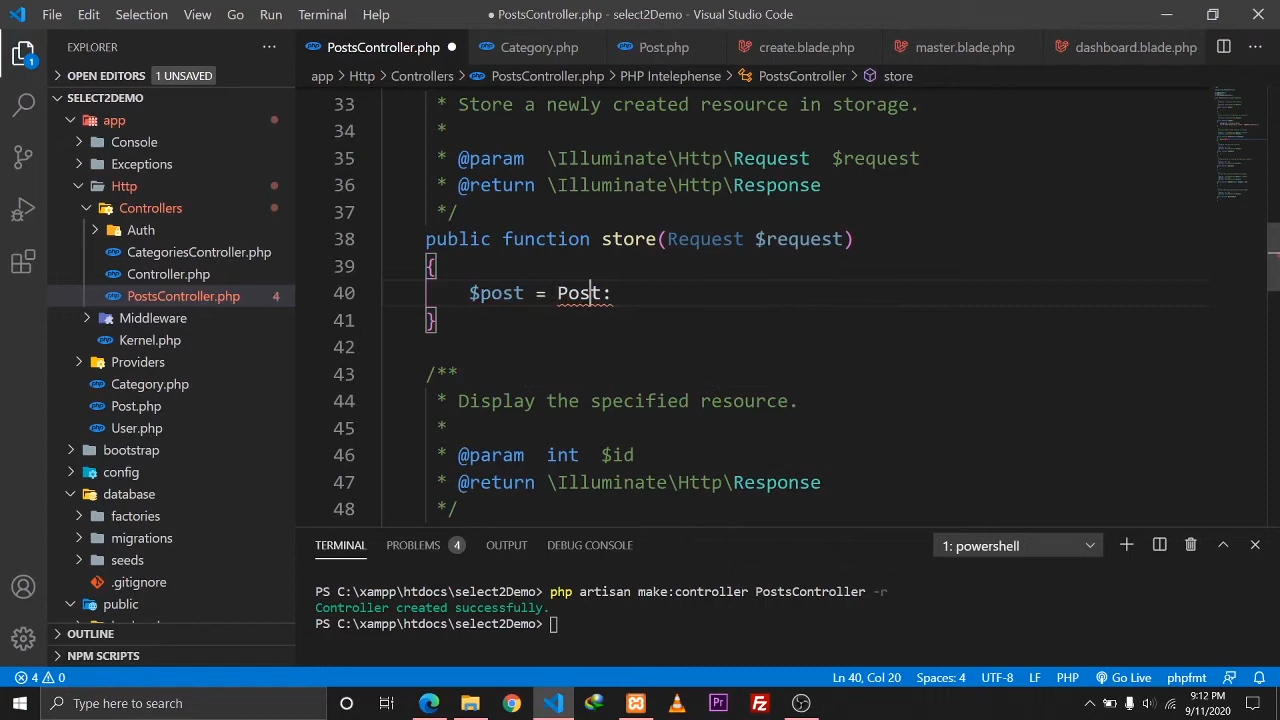 File Edit Selection View Go Run Terminal Help
● PostsController.php - select2Demo - Visual Studio Code
EXPLORER
OPEN EDITORS 1 UNSAVED
SELECT2DEMO
app
Console
Exceptions
Http
Controllers
Auth
CategoriesController.php
Controller.php
PostsController.php 4
Middleware
Kernel.php
Providers
Category.php
Post.php
User.php
bootstrap
config
database
factories
migrations
seeds
.gitignore
public
OUTLINE
NPM SCRIPTS
1
PostsController.php Category.php Post.php create.blade.php master.blade.php dashboard.blade.php
app > Http > Controllers > PostsController.php > PHP Intelephense > PostsController > store
33 * Store a newly created resource in storage.
34 *
35 * @param \Illuminate\Http\Request $request
36 * @return \Illuminate\Http\Response
37 */
38 public function store(Request $request)
39 {
40 $post = Post:
41 }
42
43 /**
44 * Display the specified resource.
45 *
46 * @param int $id
47 * @return \Illuminate\Http\Response
48 */
TERMINAL PROBLEMS 4 OUTPUT DEBUG CONSOLE 1: powershell
PS C:\xampp\htdocs\select2Demo> php artisan make:controller PostsController -r
Controller created successfully.
PS C:\xampp\htdocs\select2Demo>
4 0 Ln 40, Col 20 Spaces: 4 UTF-8 LF PHP Go Live phpfmt
Type here to search
9:12 PM
9/11/2020